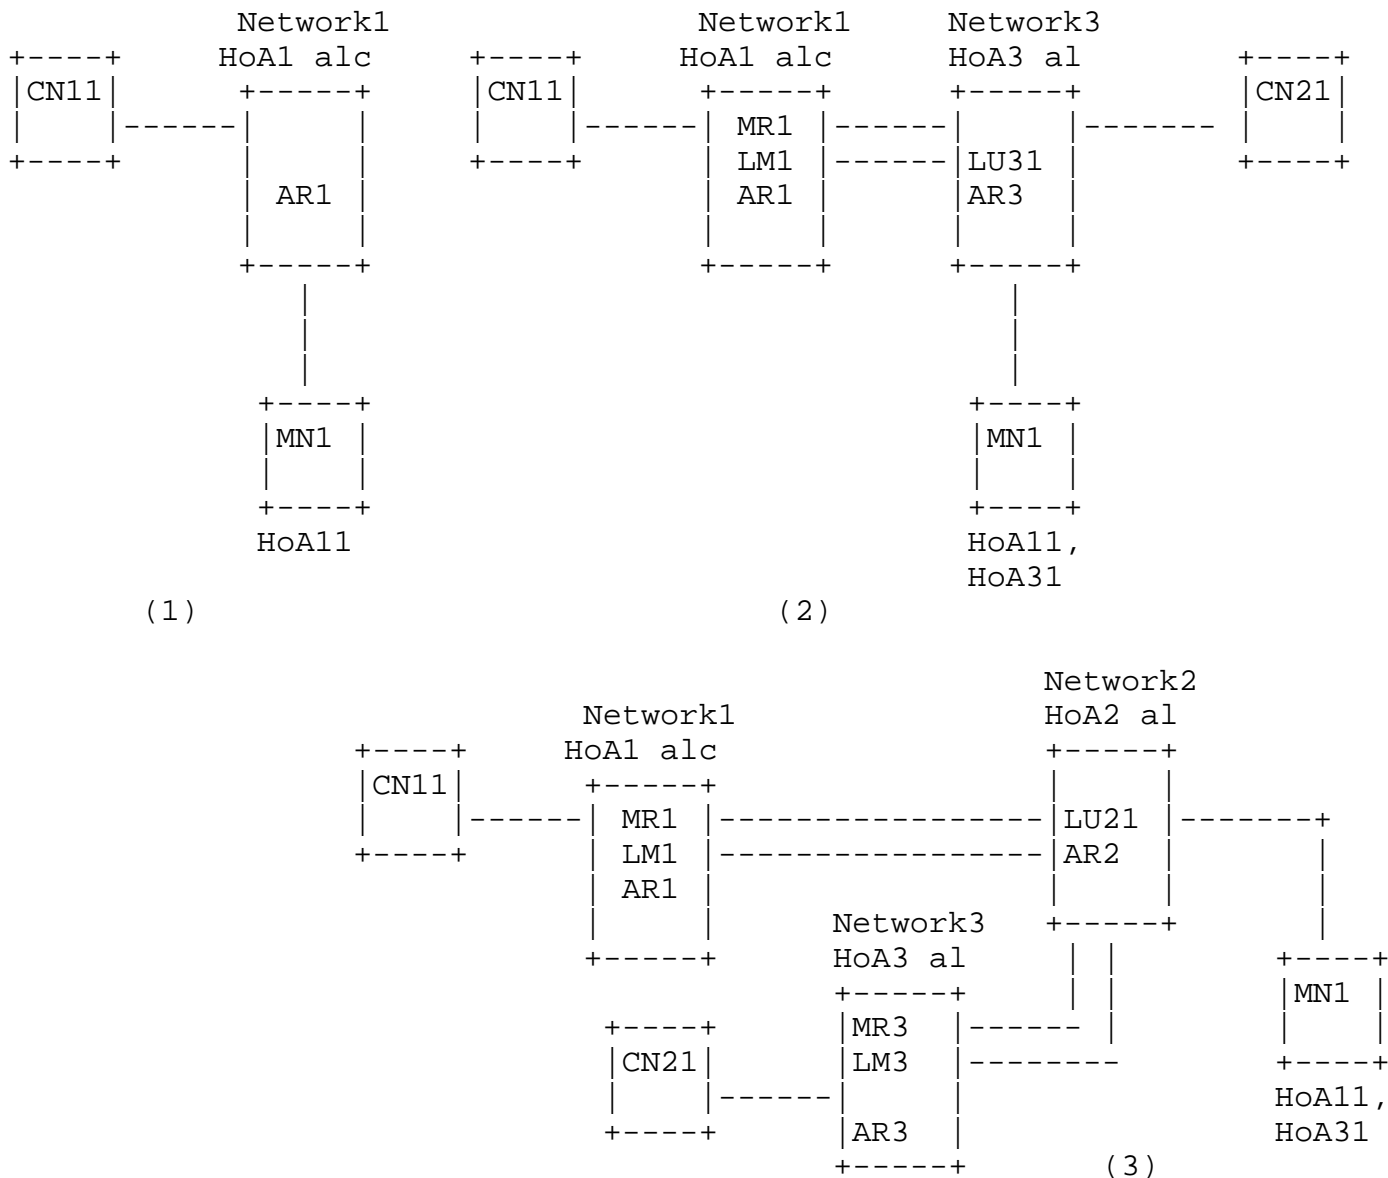 Network1 Network1 Network3
HoA1 alc HoA1 alc HoA3 al
CN11 CN11 CN21
MR1
LM1 LU31
AR1 AR1 AR3
MN1 MN1
HoA11 HoA11,
HoA31
(1) (2)
Network2
Network1 HoA2 al
HoA1 alc
CN11
MR1 LU21
LM1 AR2
AR1
Network3
HoA3 al
MN1
MR3
CN21 LM3
HoA11,
AR3 HoA31
(3)